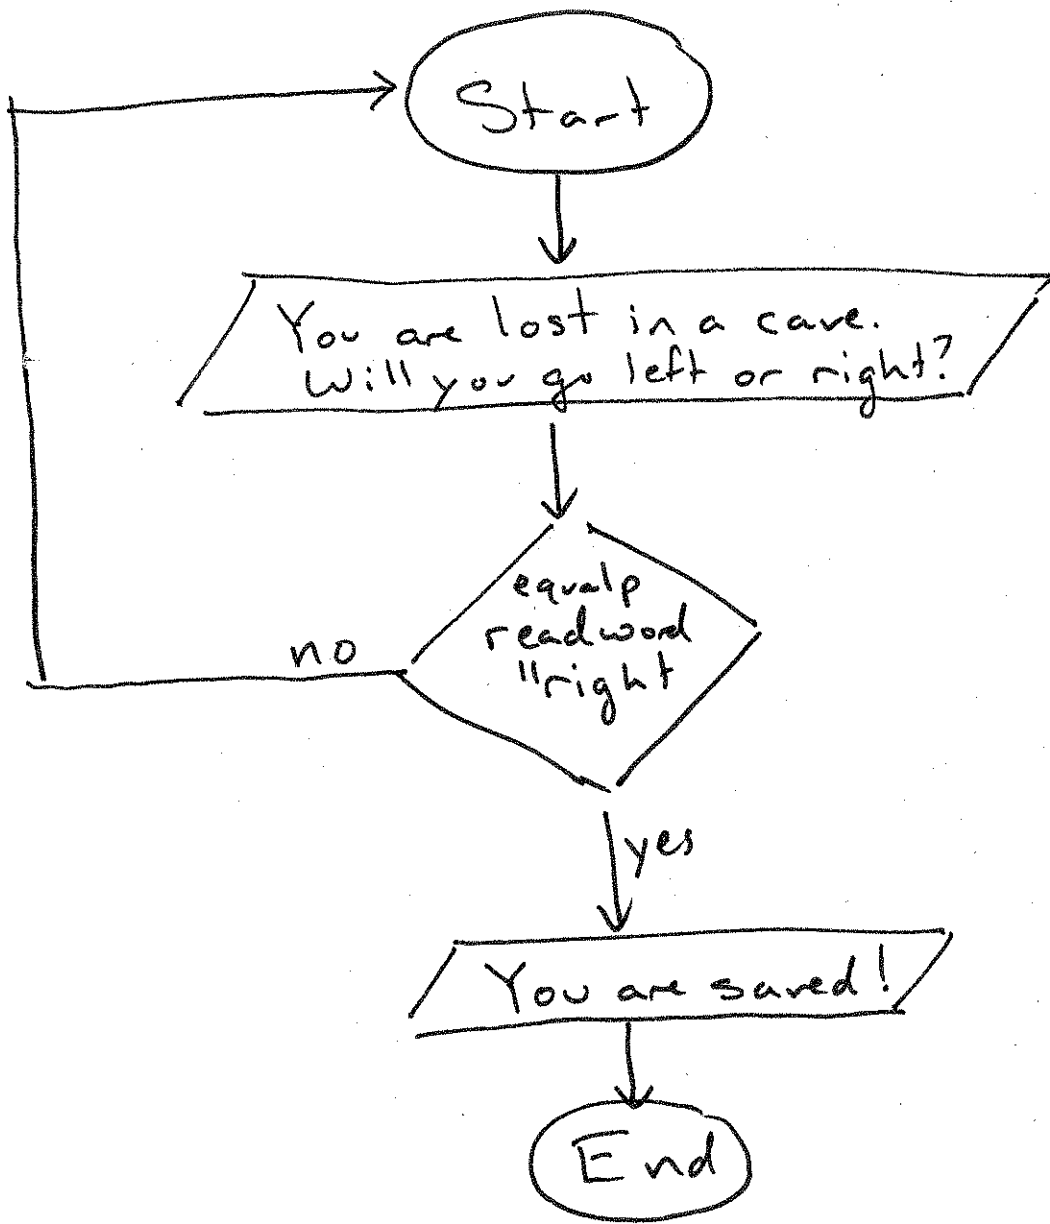 Start
You are lost in a cave.
Will you go left or right?
equalp
readword
"right
no
yes
You are saved!
End